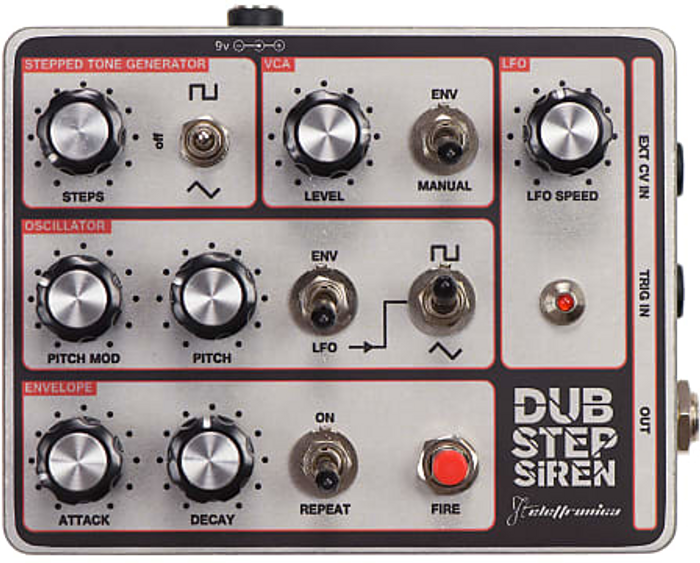 9v
STEPPED TONE GENERATOR
off
STEPS
VCA
ENV
LEVEL
MANUAL
LFO
LFO SPEED
EXT CV IN
OSCILLATOR
ENV
PITCH MOD
PITCH
LFO
TRIG IN
ENVELOPE
ON
ATTACK
DECAY
REPEAT
FIRE
DUB
STEP
SiREN
elettronica
OUT